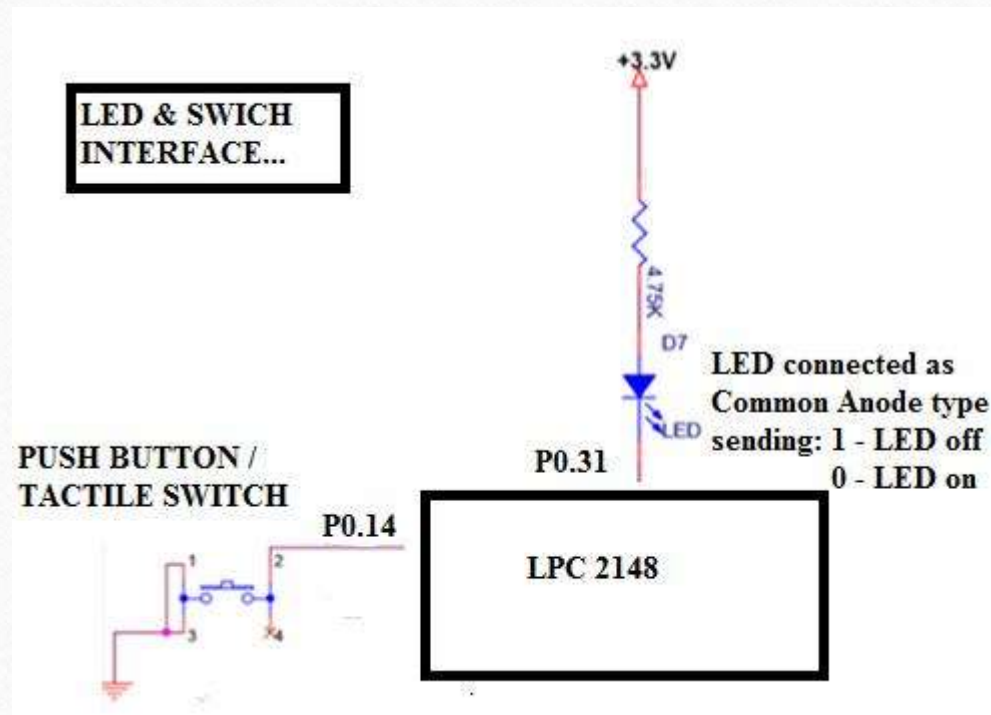 +3.3V
LED & SWICH
INTERFACE...
4.75K
D7
LED
LED connected as
Common Anode type
sending: 1 - LED off
0 - LED on
P0.31
PUSH BUTTON /
TACTILE SWITCH
P0.14
1
2
3
4
LPC 2148